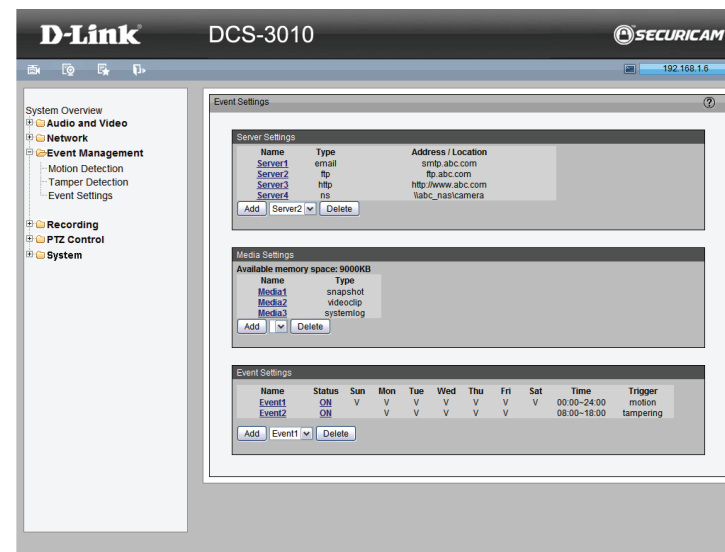 D-Link
DCS-3010
SECURICAM
192.168.1.6
System Overview
Audio and Video
Network
Event Management
Motion Detection
Tamper Detection
Event Settings
Recording
PTZ Control
System
Event Settings
Server Settings
Name Type Address / Location
Server1 email smtp.abc.com
Server2 ftp ftp.abc.com
Server3 http http://www.abc.com
Server4 ns \\abc_nas\camera
Add Server2 Delete
Media Settings
Available memory space: 9000KB
Name Type
Media1 snapshot
Media2 videoclip
Media3 systemlog
Add Delete
Event Settings
Name Status Sun Mon Tue Wed Thu Fri Sat Time Trigger
Event1 ON V V V V V V V 00:00~24:00 motion
Event2 ON V V V V V 08:00~18:00 tampering
Add Event1 Delete